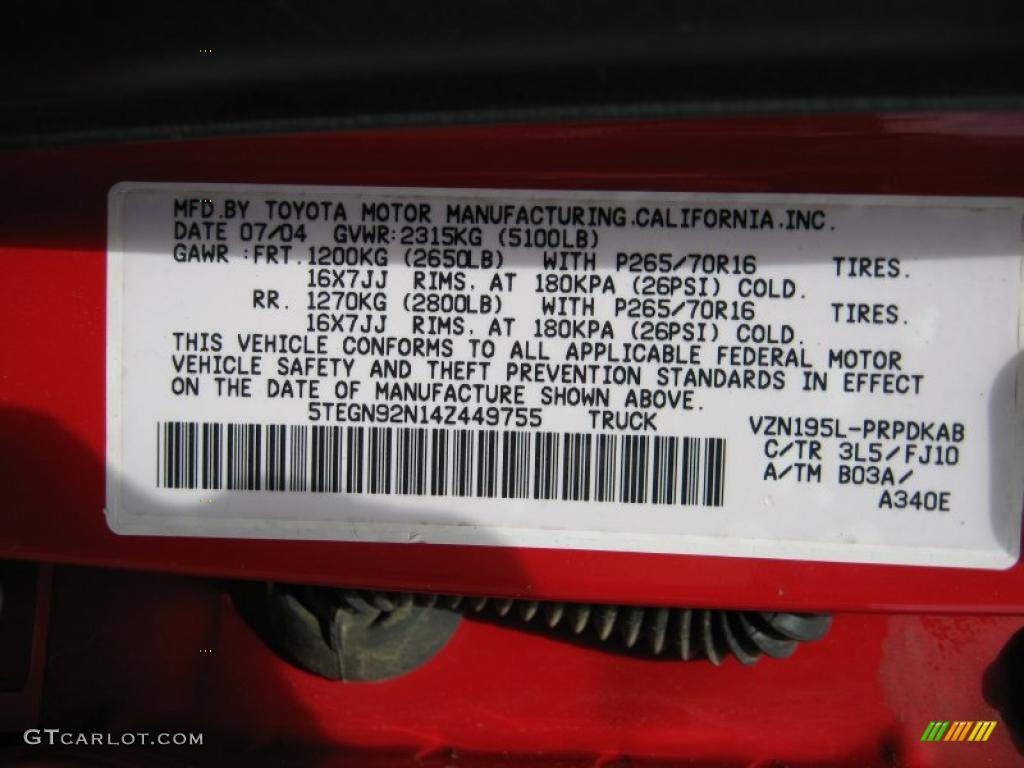 MFD.BY TOYOTA MOTOR MANUFACTURING.CALIFORNIA.INC.
DATE 07/04 GVWR:2315KG (5100LB)
GAWR :FRT. 1200KG (2650LB) WITH P265/70R16 TIRES.
16X7JJ RIMS. AT 180KPA (26PSI) COLD.
RR. 1270KG (2800LB) WITH P265/70R16 TIRES.
16X7JJ RIMS. AT 180KPA (26PSI) COLD.
THIS VEHICLE CONFORMS TO ALL APPLICABLE FEDERAL MOTOR
VEHICLE SAFETY AND THEFT PREVENTION STANDARDS IN EFFECT
ON THE DATE OF MANUFACTURE SHOWN ABOVE.
5TEGN92N14Z449755 TRUCK
VZN195L-PRPDKAB
C/TR 3L5/FJ10
A/TM B03A/
A340E
GTCARLOT.COM